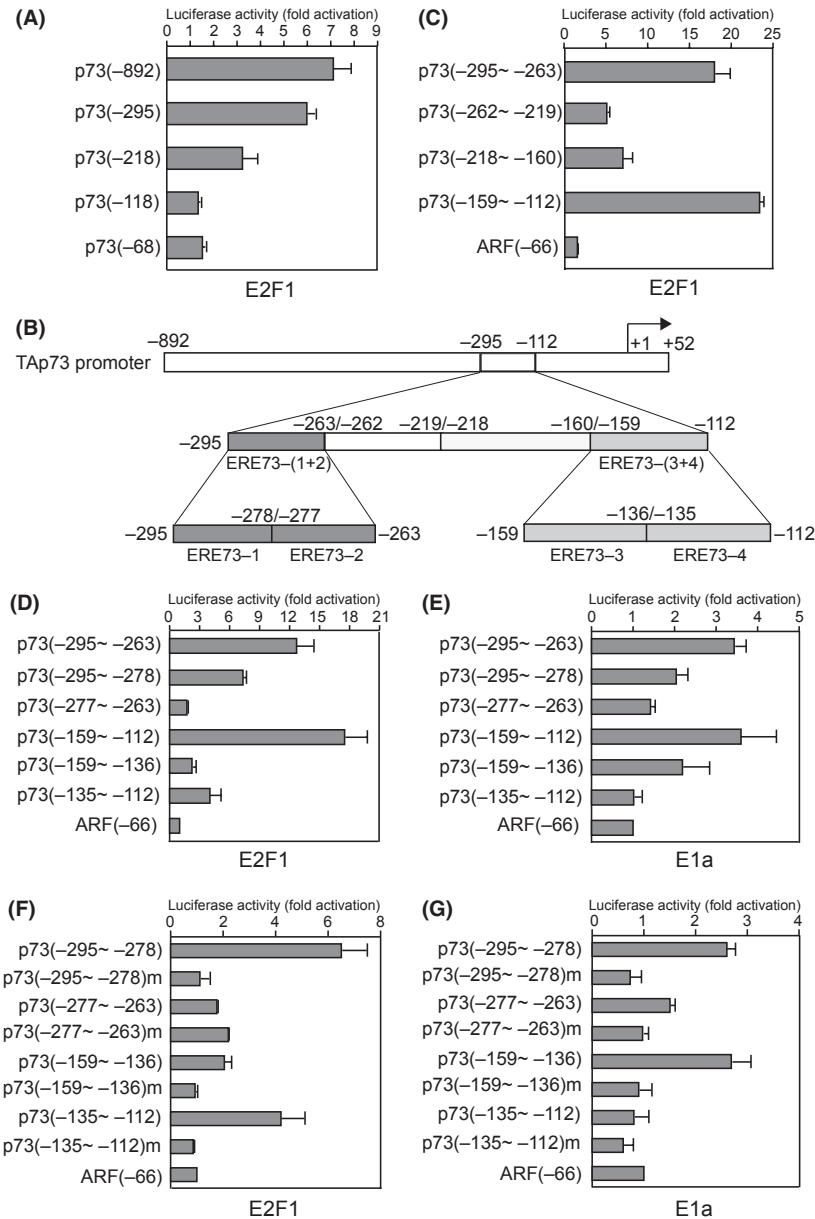 (A)
Luciferase activity (fold activation)
0 1 2 3 4 5 6 7 8 9
p73(–892)
p73(–295)
p73(–218)
p73(–118)
p73(–68)
E2F1
(C)
Luciferase activity (fold activation)
0 5 10 15 20 25
p73(–295~ –263)
p73(–262~ –219)
p73(–218~ –160)
p73(–159~ –112)
ARF(–66)
E2F1
(B)
–892 –295 –112 +1 +52
TAp73 promoter
–295 –263/–262 –219/–218 –160/–159 –112
ERE73–(1+2) ERE73–(3+4)
–295 –278/–277 –263 –159 –136/–135 –112
ERE73–1 ERE73–2 ERE73–3 ERE73–4
(D)
Luciferase activity (fold activation)
0 3 6 9 12 15 18 21
p73(–295~ –263)
p73(–295~ –278)
p73(–277~ –263)
p73(–159~ –112)
p73(–159~ –136)
p73(–135~ –112)
ARF(–66)
E2F1
(E)
Luciferase activity (fold activation)
0 1 2 3 4 5
p73(–295~ –263)
p73(–295~ –278)
p73(–277~ –263)
p73(–159~ –112)
p73(–159~ –136)
p73(–135~ –112)
ARF(–66)
E1a
(F)
Luciferase activity (fold activation)
0 2 4 6 8
p73(–295~ –278)
p73(–295~ –278)m
p73(–277~ –263)
p73(–277~ –263)m
p73(–159~ –136)
p73(–159~ –136)m
p73(–135~ –112)
p73(–135~ –112)m
ARF(–66)
E2F1
(G)
Luciferase activity (fold activation)
0 1 2 3 4
p73(–295~ –278)
p73(–295~ –278)m
p73(–277~ –263)
p73(–277~ –263)m
p73(–159~ –136)
p73(–159~ –136)m
p73(–135~ –112)
p73(–135~ –112)m
ARF(–66)
E1a